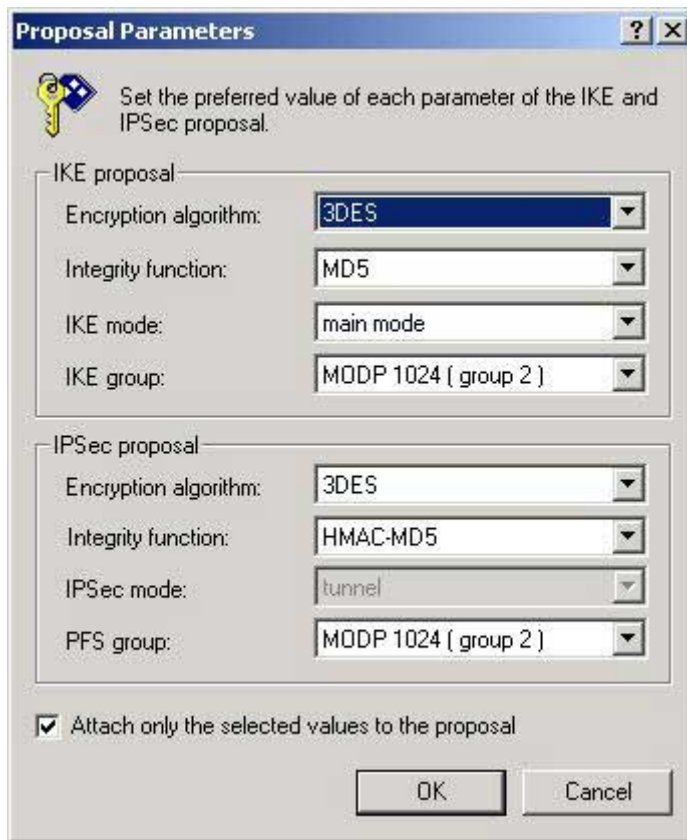 Proposal Parameters
Set the preferred value of each parameter of the IKE and
IPSec proposal.
IKE proposal
Encryption algorithm: 3DES
Integrity function: MD5
IKE mode: main mode
IKE group: MODP 1024 ( group 2 )
IPSec proposal
Encryption algorithm: 3DES
Integrity function: HMAC-MD5
IPSec mode: tunnel
PFS group: MODP 1024 ( group 2 )
Attach only the selected values to the proposal
OK Cancel